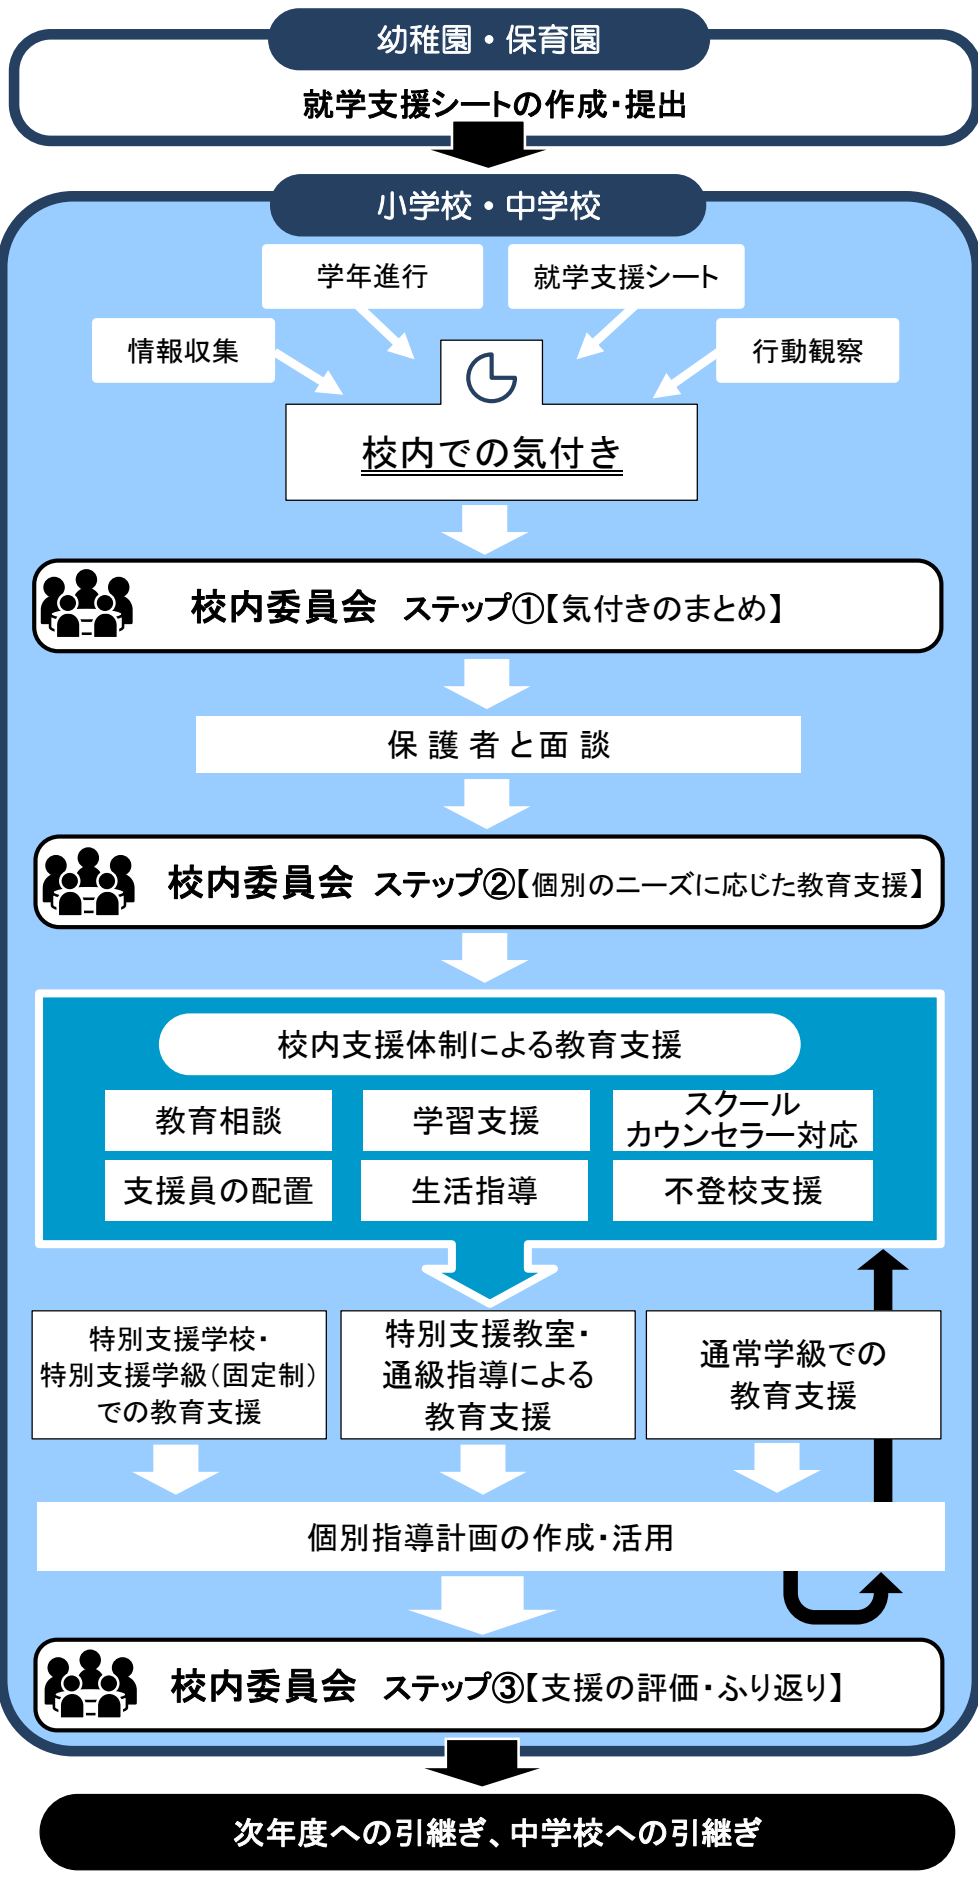 幼稚園・保育園
就学支援シートの作成・提出
小学校・中学校
学年進行
就学支援シート
情報収集
行動観察
校内での気付き
校内委員会 ステップ①【気付きのまとめ】
保護者と面談
校内委員会 ステップ②【個別のニーズに応じた教育支援】
校内支援体制による教育支援
教育相談
学習支援
スクール
カウンセラー対応
支援員の配置
生活指導
不登校支援
特別支援学校・
特別支援学級（固定制）
での教育支援
特別支援教室・
通級指導による
教育支援
通常学級での
教育支援
個別指導計画の作成・活用
校内委員会 ステップ③【支援の評価・ふり返り】
次年度への引継ぎ、中学校への引継ぎ